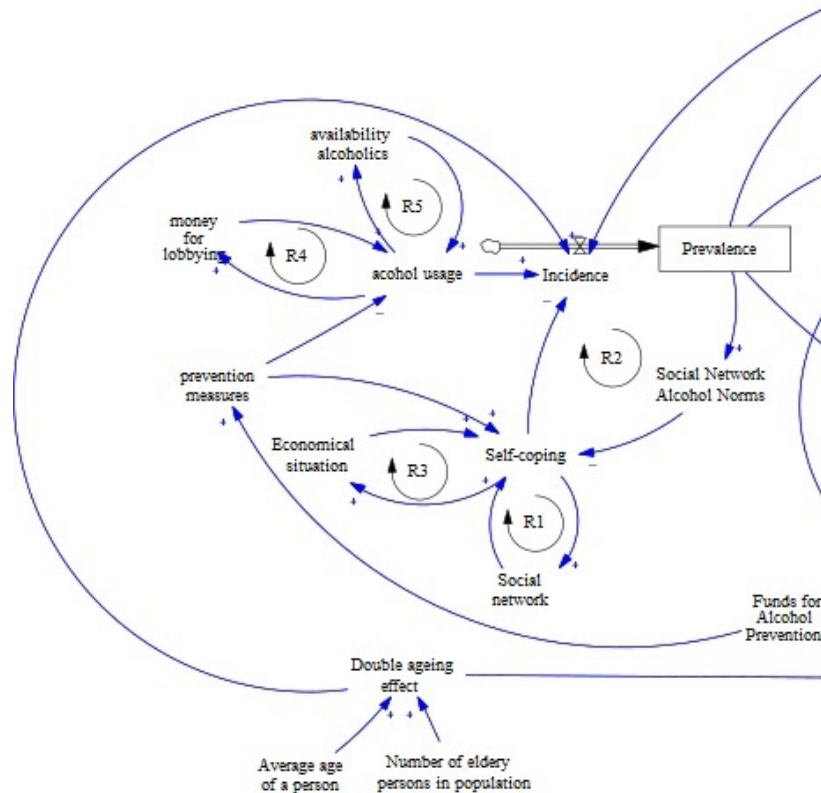 availability
alcoholics
R5
money
for
lobbying
R4
acohol usage
Incidence
Prevalence
prevention
measures
R2
Social Network
Alcohol Norms
Economical
situation
R3
Self-coping
R1
Social
network
Funds for
Alcohol
Prevention
Double ageing
effect
Average age
of a person
Number of eldery
persons in population